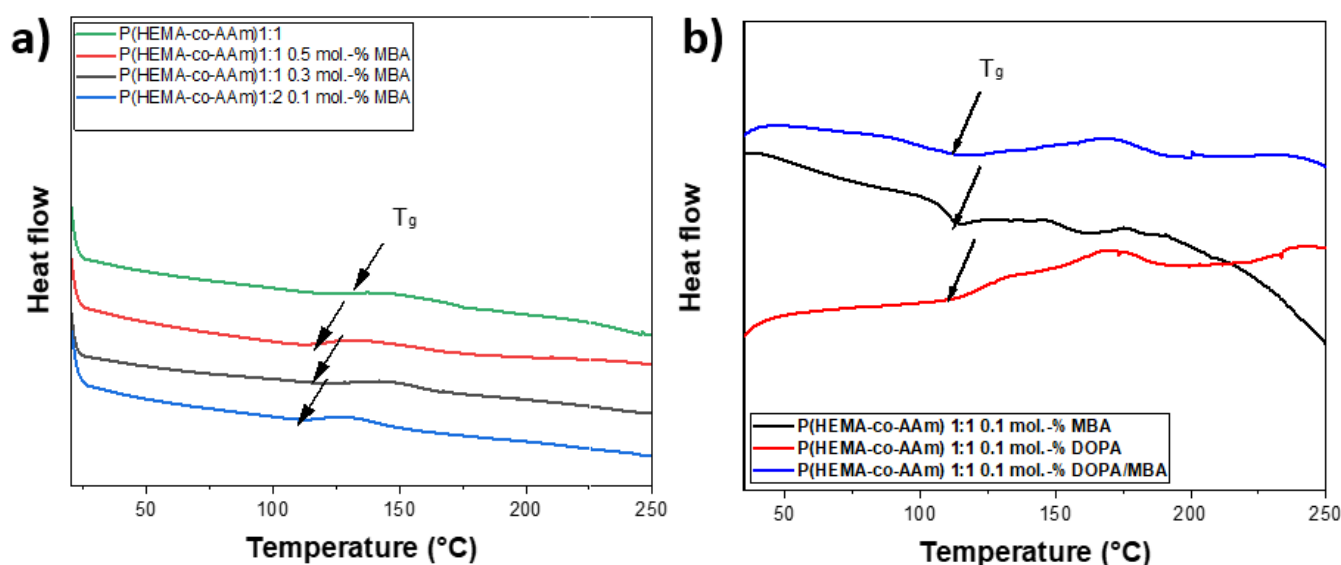 a)
P(HEMA-co-AAm)1:1
P(HEMA-co-AAm)1:1 0.5 mol.-% MBA
P(HEMA-co-AAm)1:1 0.3 mol.-% MBA
P(HEMA-co-AAm)1:2 0.1 mol.-% MBA
Tg
Heat flow
50 100 150 200 250
Temperature (°C)
b)
Tg
Heat flow
P(HEMA-co-AAm) 1:1 0.1 mol.-% MBA
P(HEMA-co-AAm) 1:1 0.1 mol.-% DOPA
P(HEMA-co-AAm) 1:1 0.1 mol.-% DOPA/MBA
50 100 150 200 250
Temperature (°C)